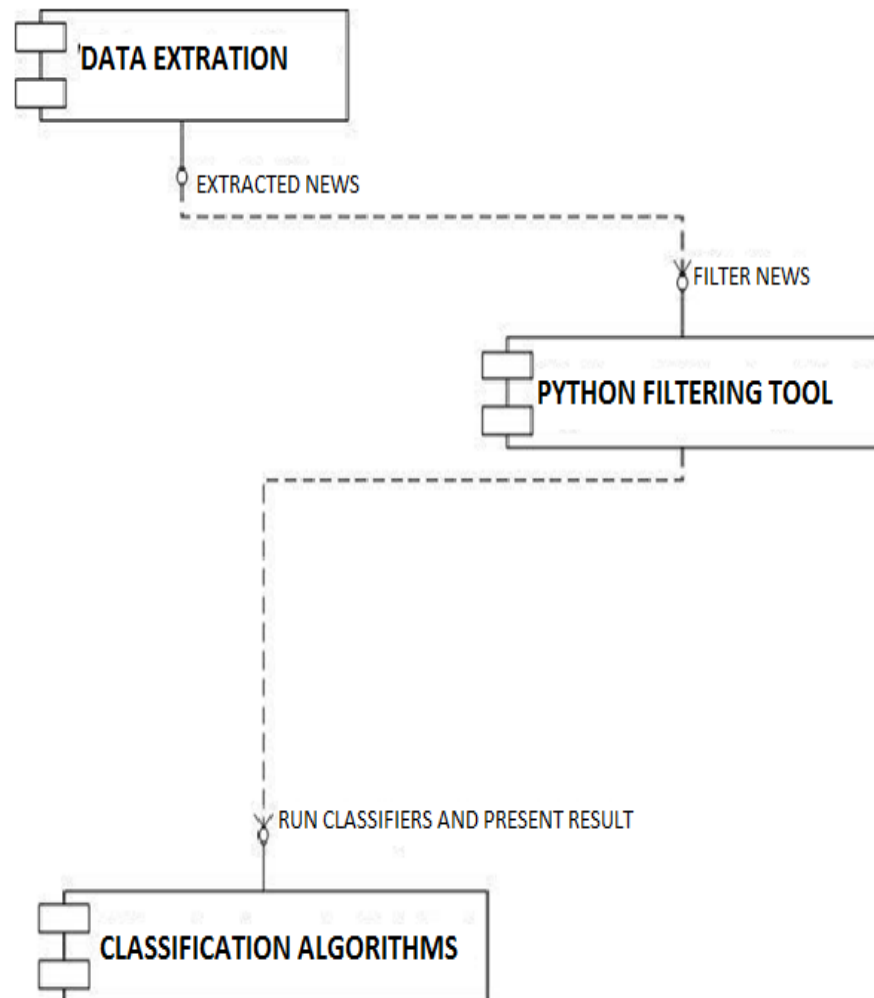 DATA EXTRATION
EXTRACTED NEWS
FILTER NEWS
PYTHON FILTERING TOOL
RUN CLASSIFIERS AND PRESENT RESULT
CLASSIFICATION ALGORITHMS